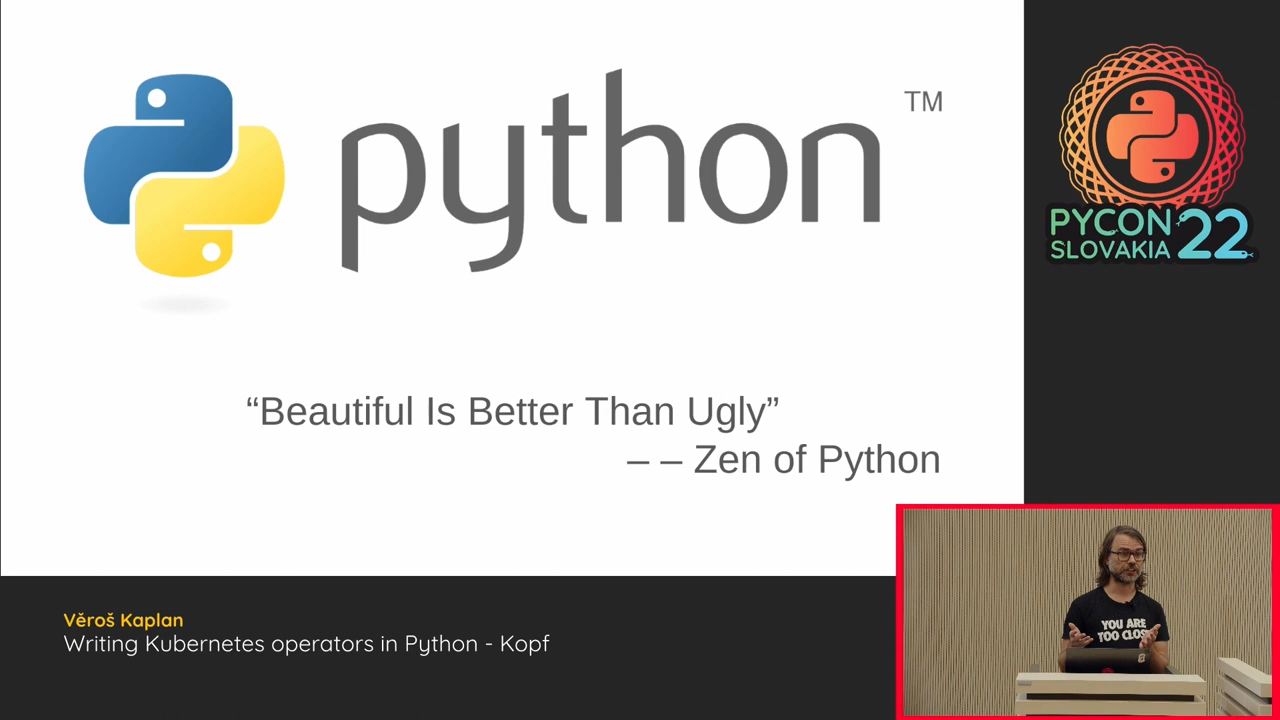 python
TM
“Beautiful Is Better Than Ugly”
– – Zen of Python
PYCON
SLOVAKIA
22
Věroš Kaplan
Writing Kubernetes operators in Python - Kopf
YOU ARE
TOO CLOSE